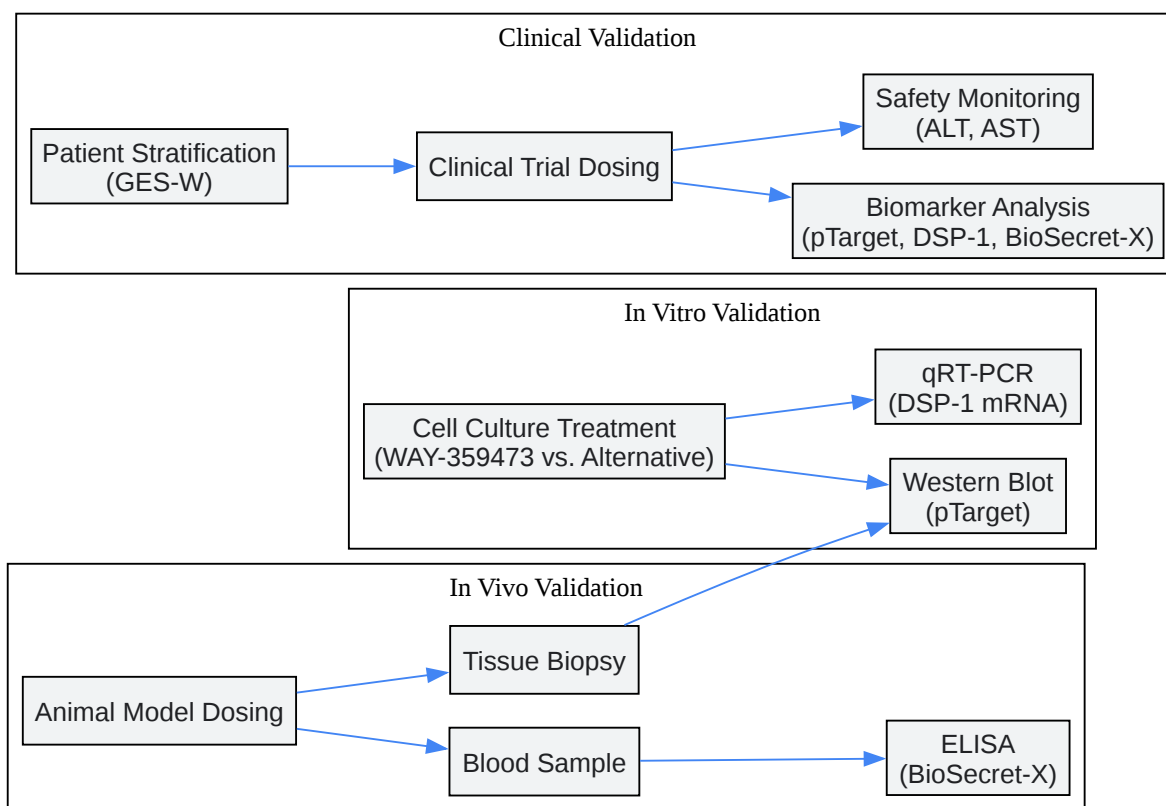 Clinical Validation
Patient Stratification
(GES-W)
Clinical Trial Dosing
Safety Monitoring
(ALT, AST)
Biomarker Analysis
(pTarget, DSP-1, BioSecret-X)
In Vitro Validation
Cell Culture Treatment
(WAY-359473 vs. Alternative)
qRT-PCR
(DSP-1 mRNA)
Western Blot
(pTarget)
In Vivo Validation
Animal Model Dosing
Tissue Biopsy
Blood Sample
ELISA
(BioSecret-X)